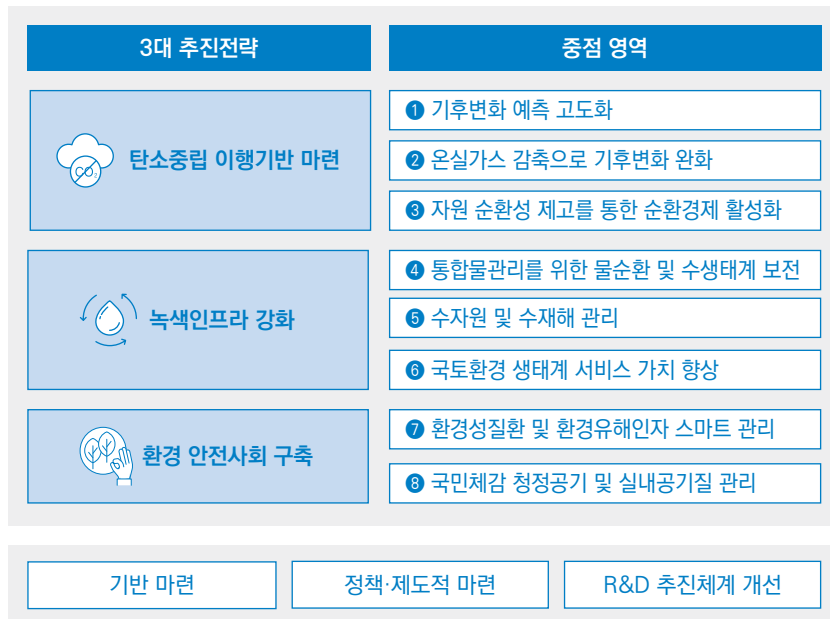 3대 추진전략
중점 영역
탄소중립 이행기반 마련
CO₂
❶ 기후변화 예측 고도화
❷ 온실가스 감축으로 기후변화 완화
❸ 자원 순환성 제고를 통한 순환경제 활성화
녹색인프라 강화
❹ 통합물관리를 위한 물순환 및 수생태계 보전
❺ 수자원 및 수재해 관리
❻ 국토환경 생태계 서비스 가치 향상
환경 안전사회 구축
❼ 환경성질환 및 환경유해인자 스마트 관리
❽ 국민체감 청정공기 및 실내공기질 관리
기반 마련
정책·제도적 마련
R&D 추진체계 개선